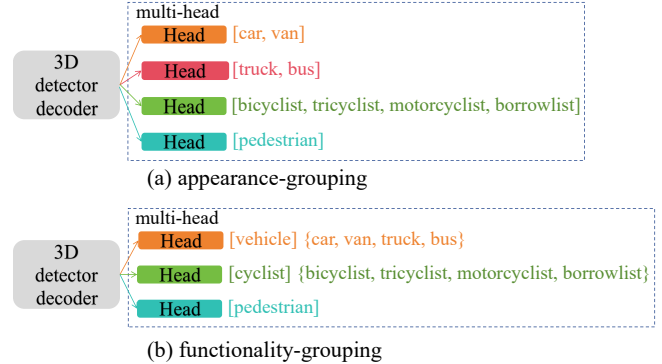 multi-head
3D
detector
decoder
Head [car, van]
Head [truck, bus]
Head [bicyclist, tricyclist, motorcyclist, borrowlist]
Head [pedestrian]
(a) appearance-grouping
multi-head
3D
detector
decoder
Head [vehicle] {car, van, truck, bus}
Head [cyclist] {bicyclist, tricyclist, motorcyclist, borrowlist}
Head [pedestrian]
(b) functionality-grouping